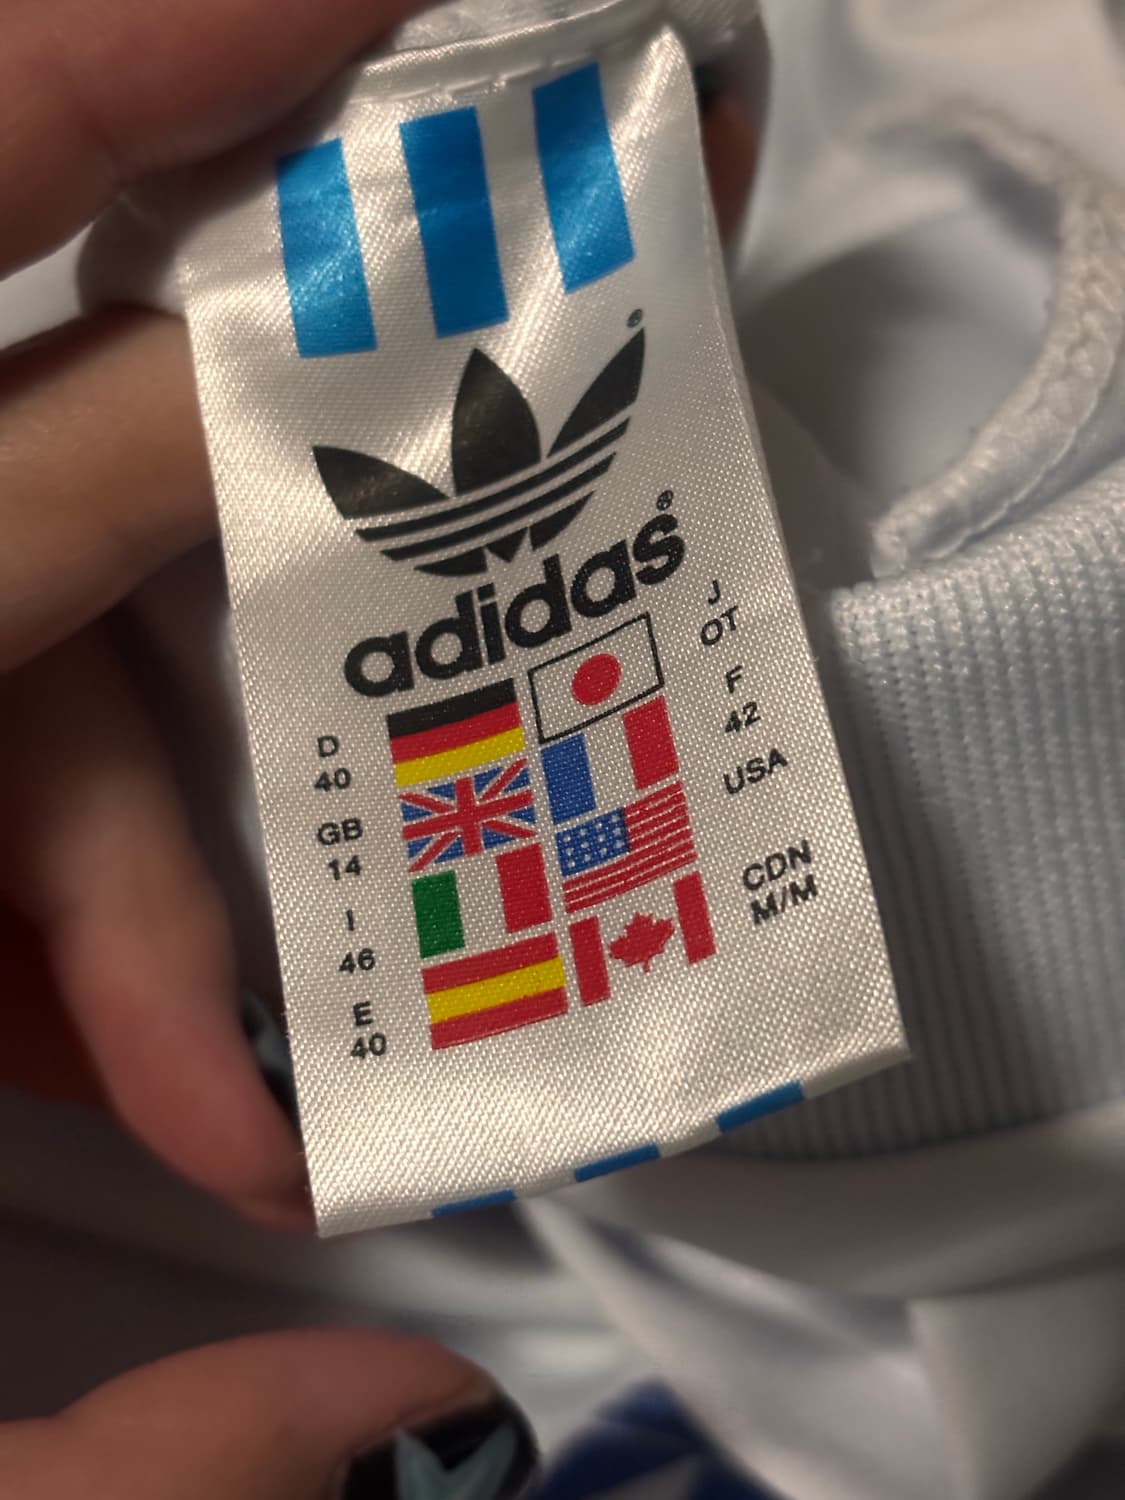 ®
adidas®
D
40
GB
14
I
46
E
40
J
OT
F
42
USA
CDN
M/M